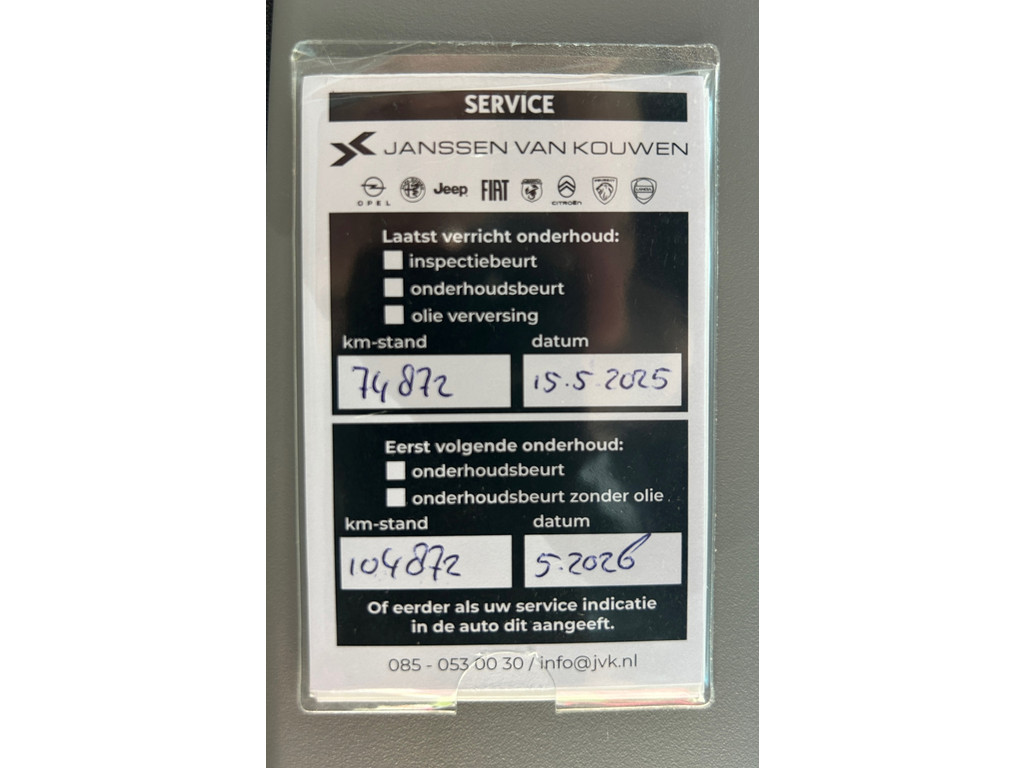 SERVICE
JANSSEN VAN KOUWEN
OPEL Jeep FIAT CITROËN
Laatst verricht onderhoud:
inspectiebeurt
onderhoudsbeurt
olie verversing
km-stand datum
74872 15.5.2025
Eerst volgende onderhoud:
onderhoudsbeurt
onderhoudsbeurt zonder olie
km-stand datum
104872 5.2026
Of eerder als uw service indicatie
in de auto dit aangeeft.
085 - 053 00 30 / info@jvk.nl